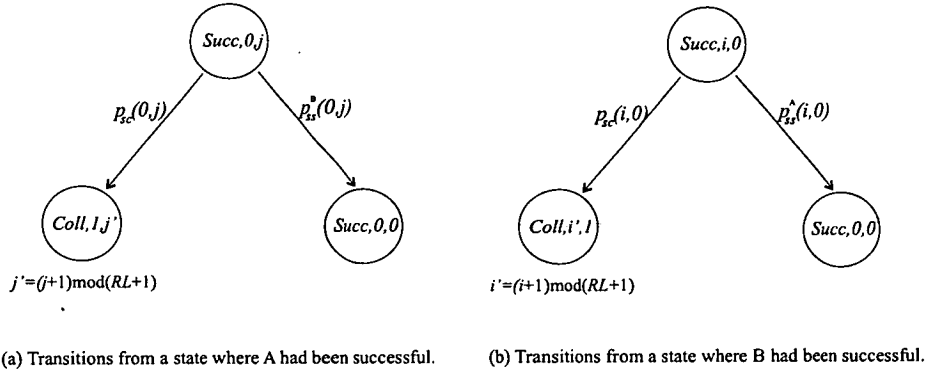 Succ,0,j
p_sc(0,j)
p_ss^B(0,j)
Coll,1,j'
Succ,0,0
j'=(j+1)mod(RL+1)
(a) Transitions from a state where A had been successful.
Succ,i,0
p_sc(i,0)
p_ss^A(i,0)
Coll,i',1
Succ,0,0
i'=(i+1)mod(RL+1)
(b) Transitions from a state where B had been successful.